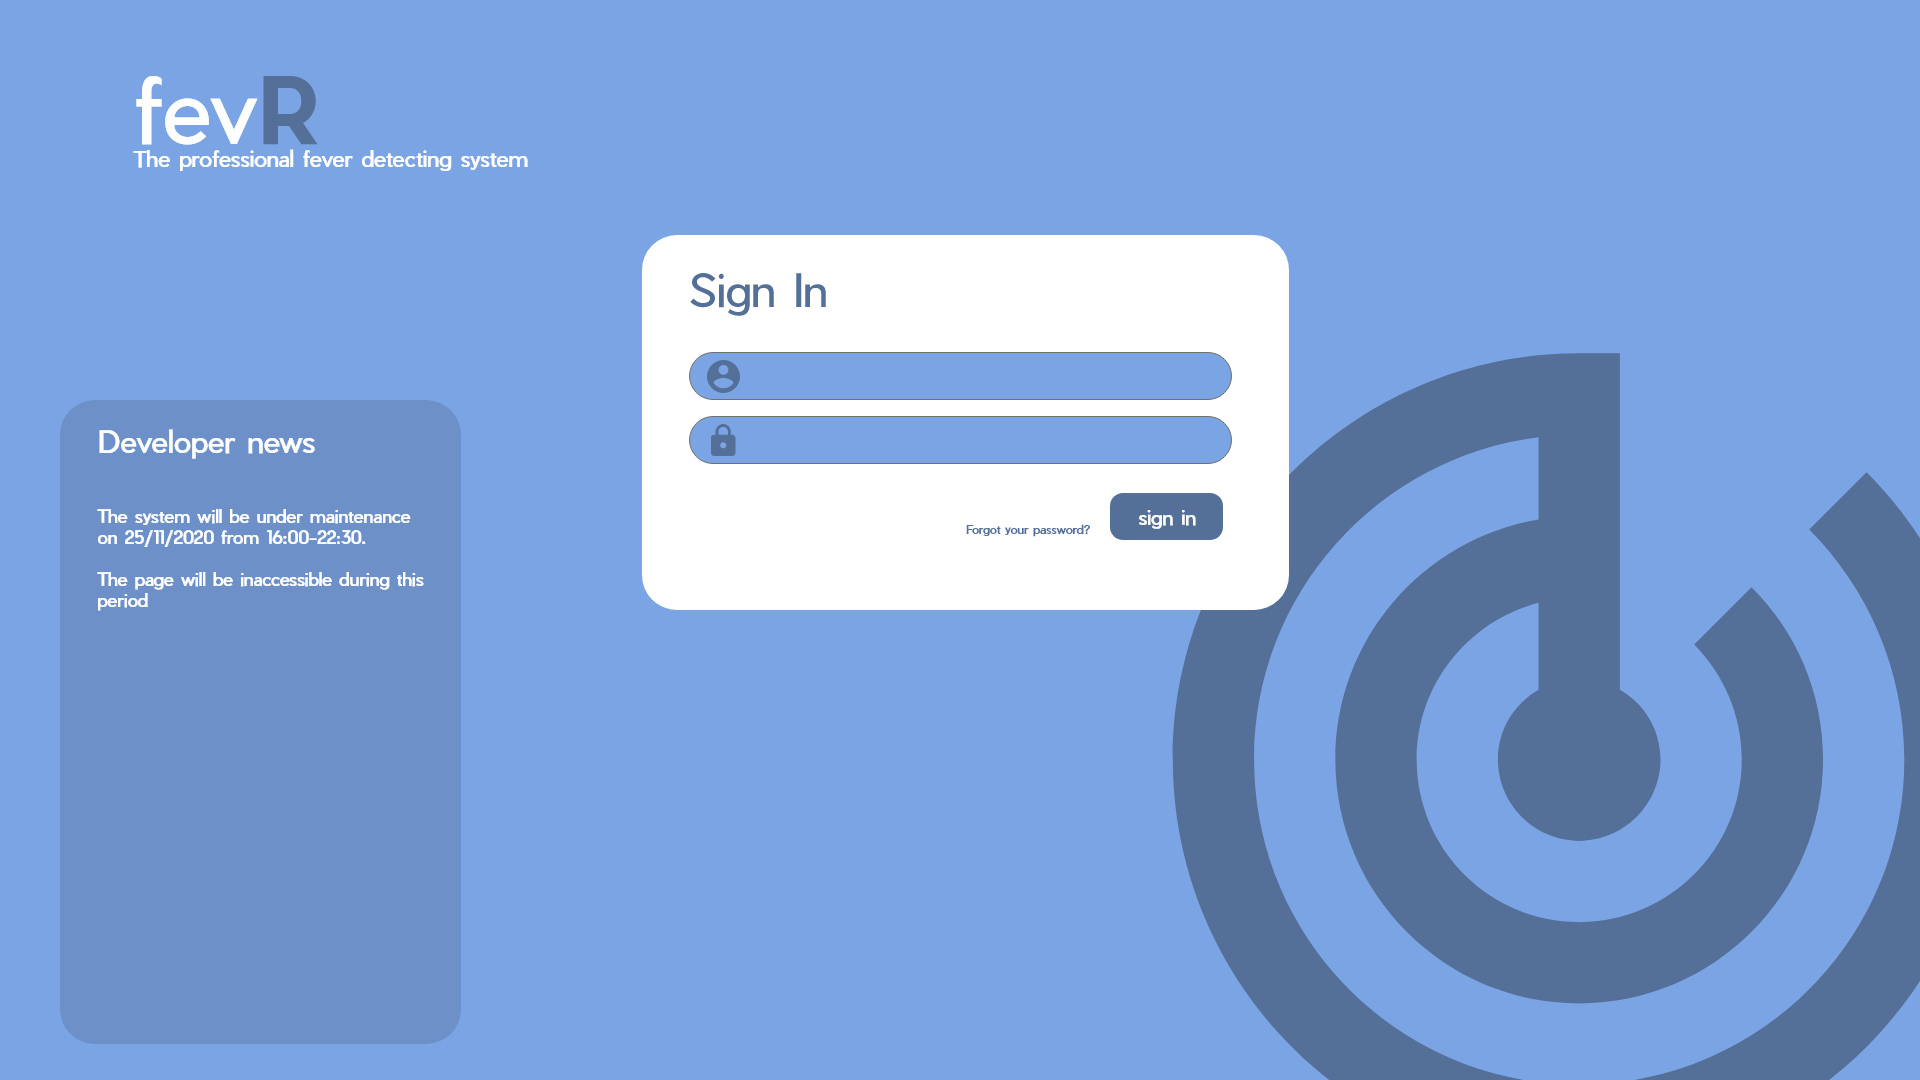 fevR
The professional fever detecting system
Sign In
Forgot your password?
sign in
Developer news
The system will be under maintenance
on 25/11/2020 from 16:00-22:30.
The page will be inaccessible during this
period